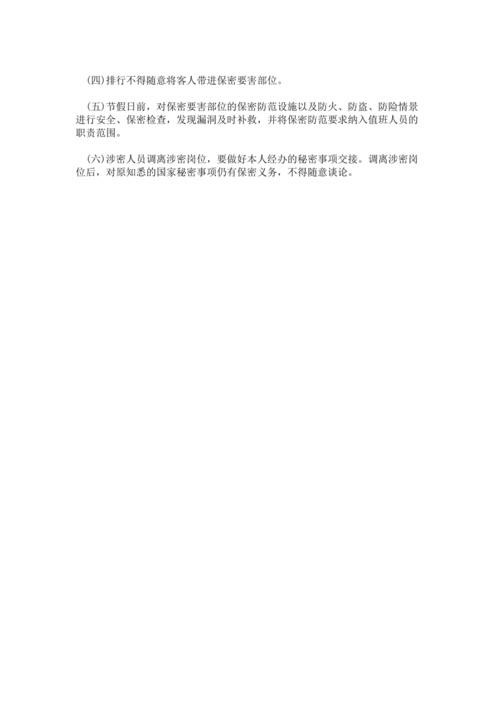 (四)排行不得随意将客人带进保密要害部位。
(五)节假日前，对保密要害部位的保密防范设施以及防火、防盗、防险情景
进行安全、保密检查，发现漏洞及时补救，并将保密防范要求纳入值班人员的
职责范围。
(六)涉密人员调离涉密岗位，要做好本人经办的秘密事项交接。调离涉密岗
位后，对原知悉的国家秘密事项仍有保密义务，不得随意谈论。